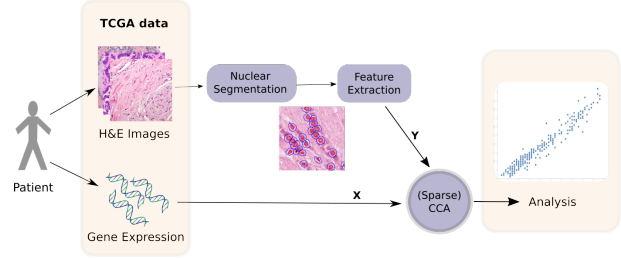 TCGA data
Nuclear
Segmentation
Feature
Extraction
H&E Images
Y
Patient
X
(Sparse)
CCA
Analysis
Gene Expression